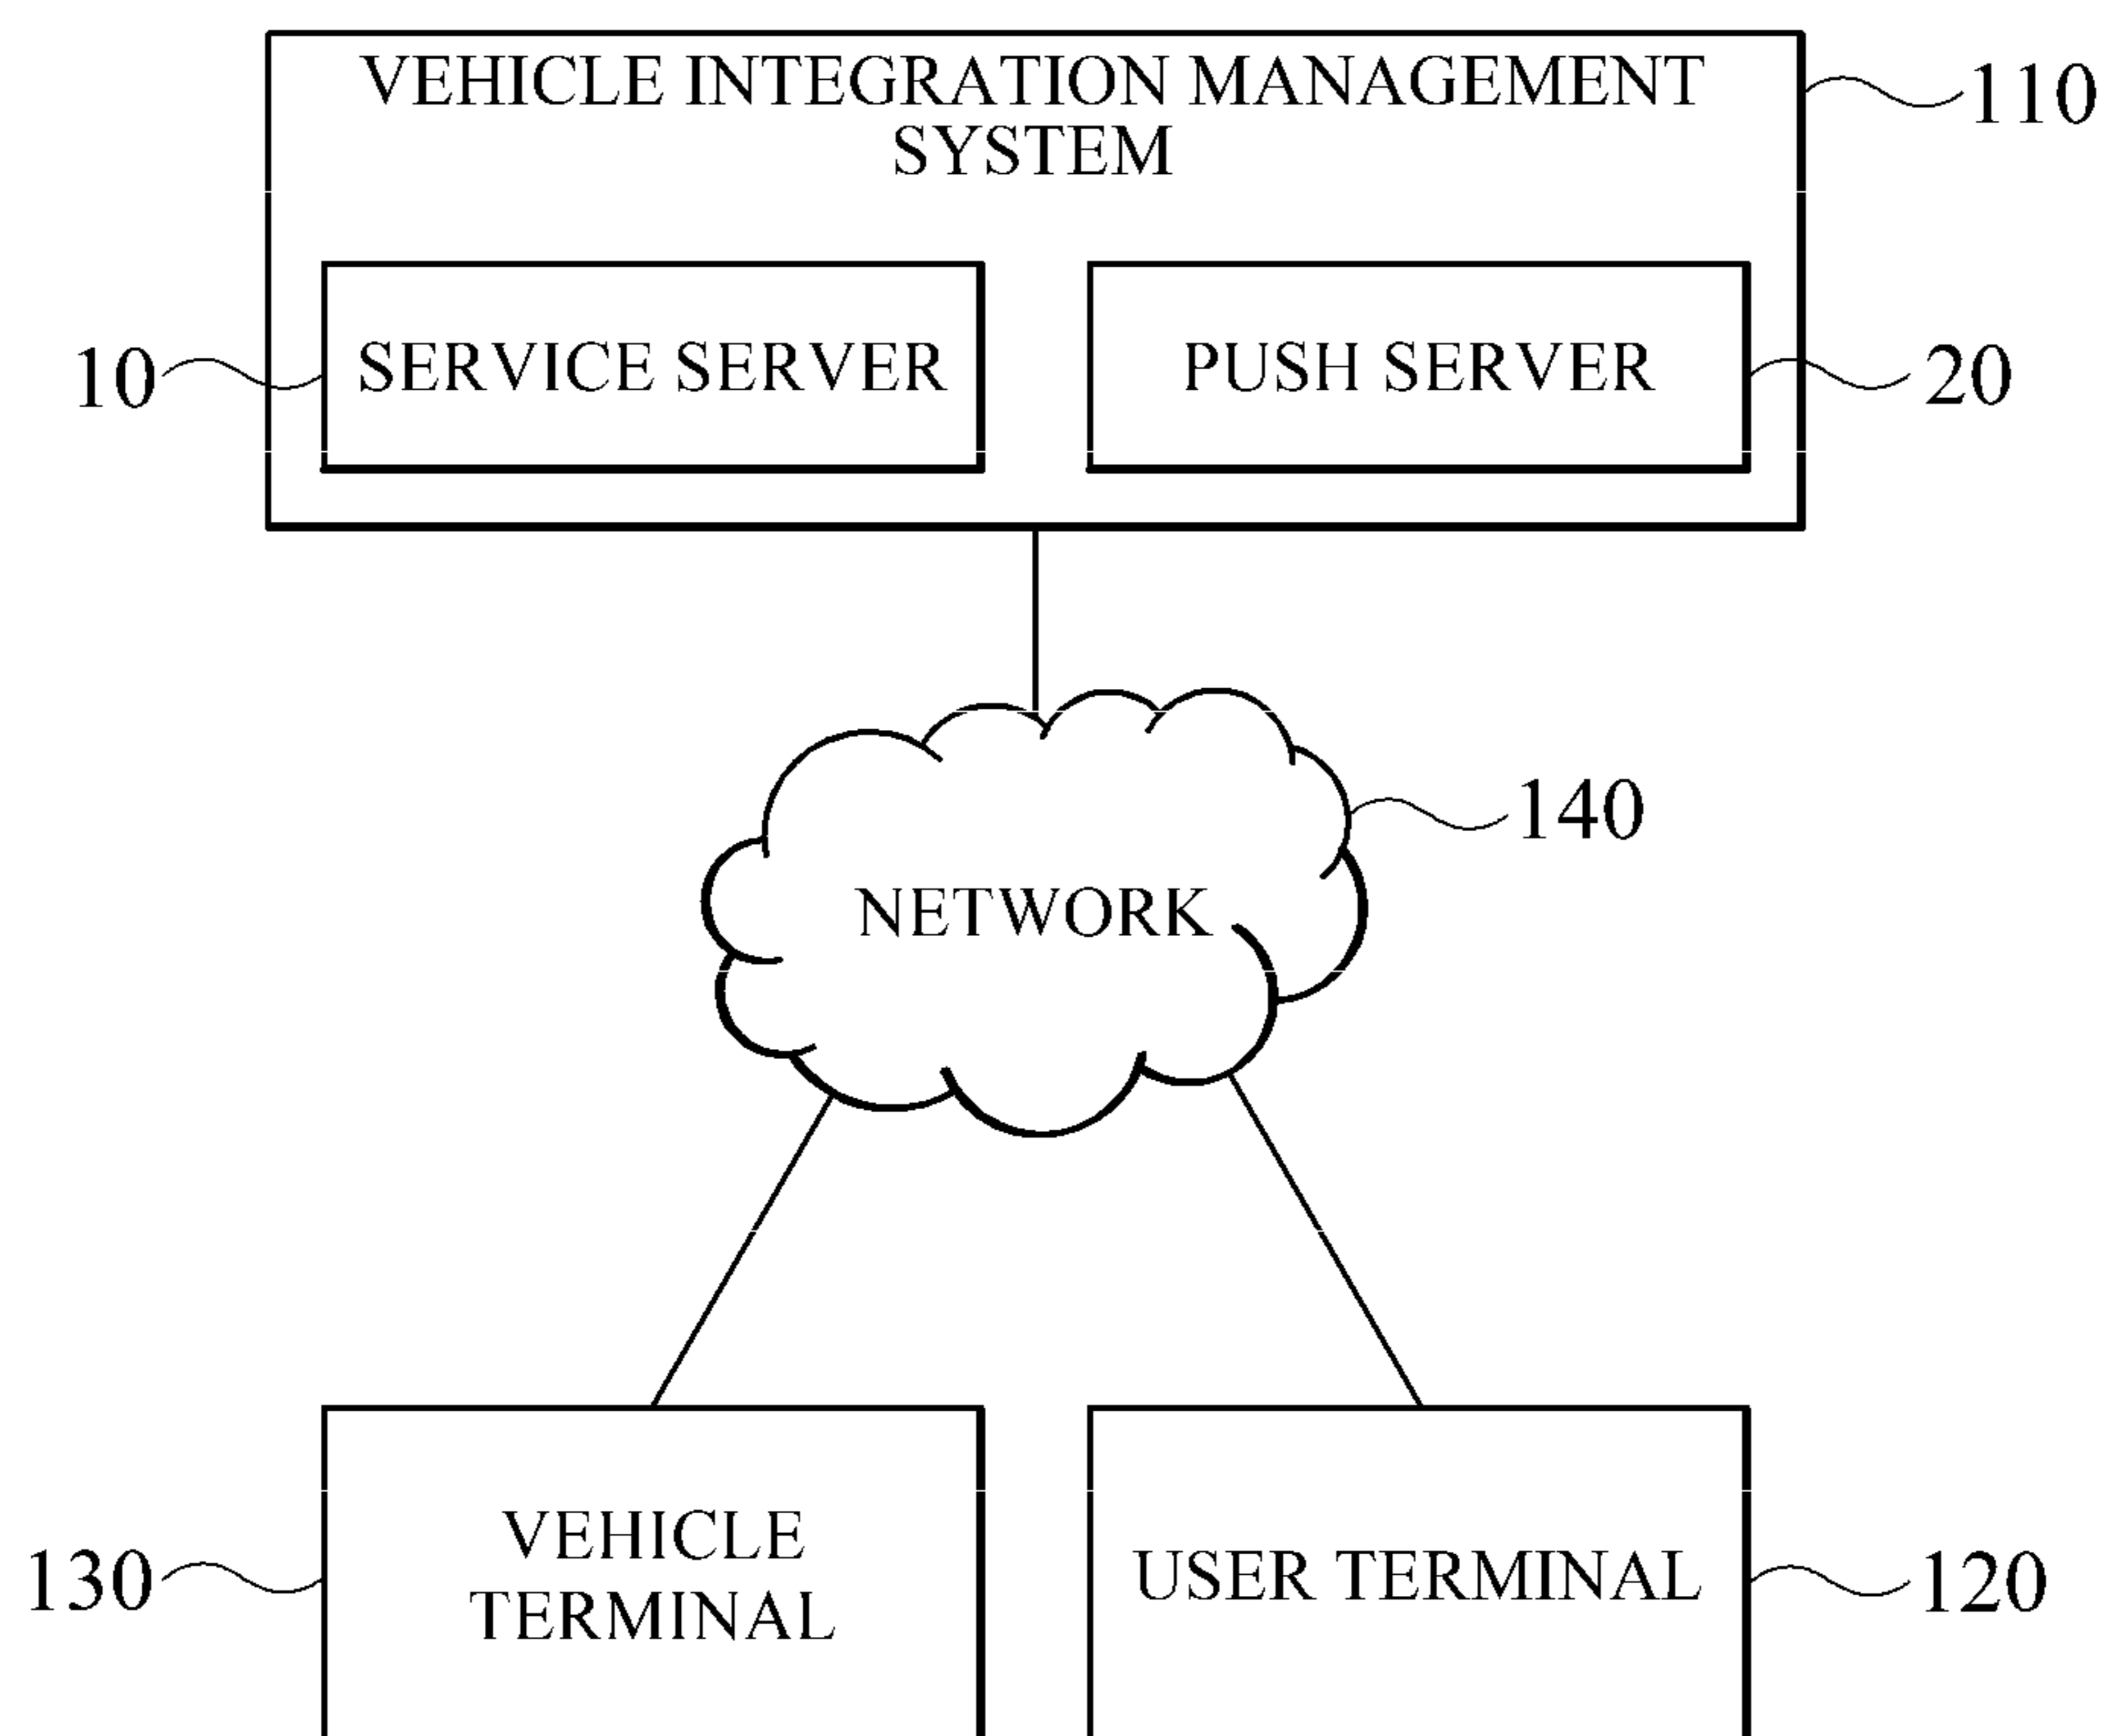 VEHICLE INTEGRATION MANAGEMENT
SYSTEM
110
10
SERVICE SERVER
PUSH SERVER
20
140
NETWORK
130
VEHICLE
TERMINAL
USER TERMINAL
120